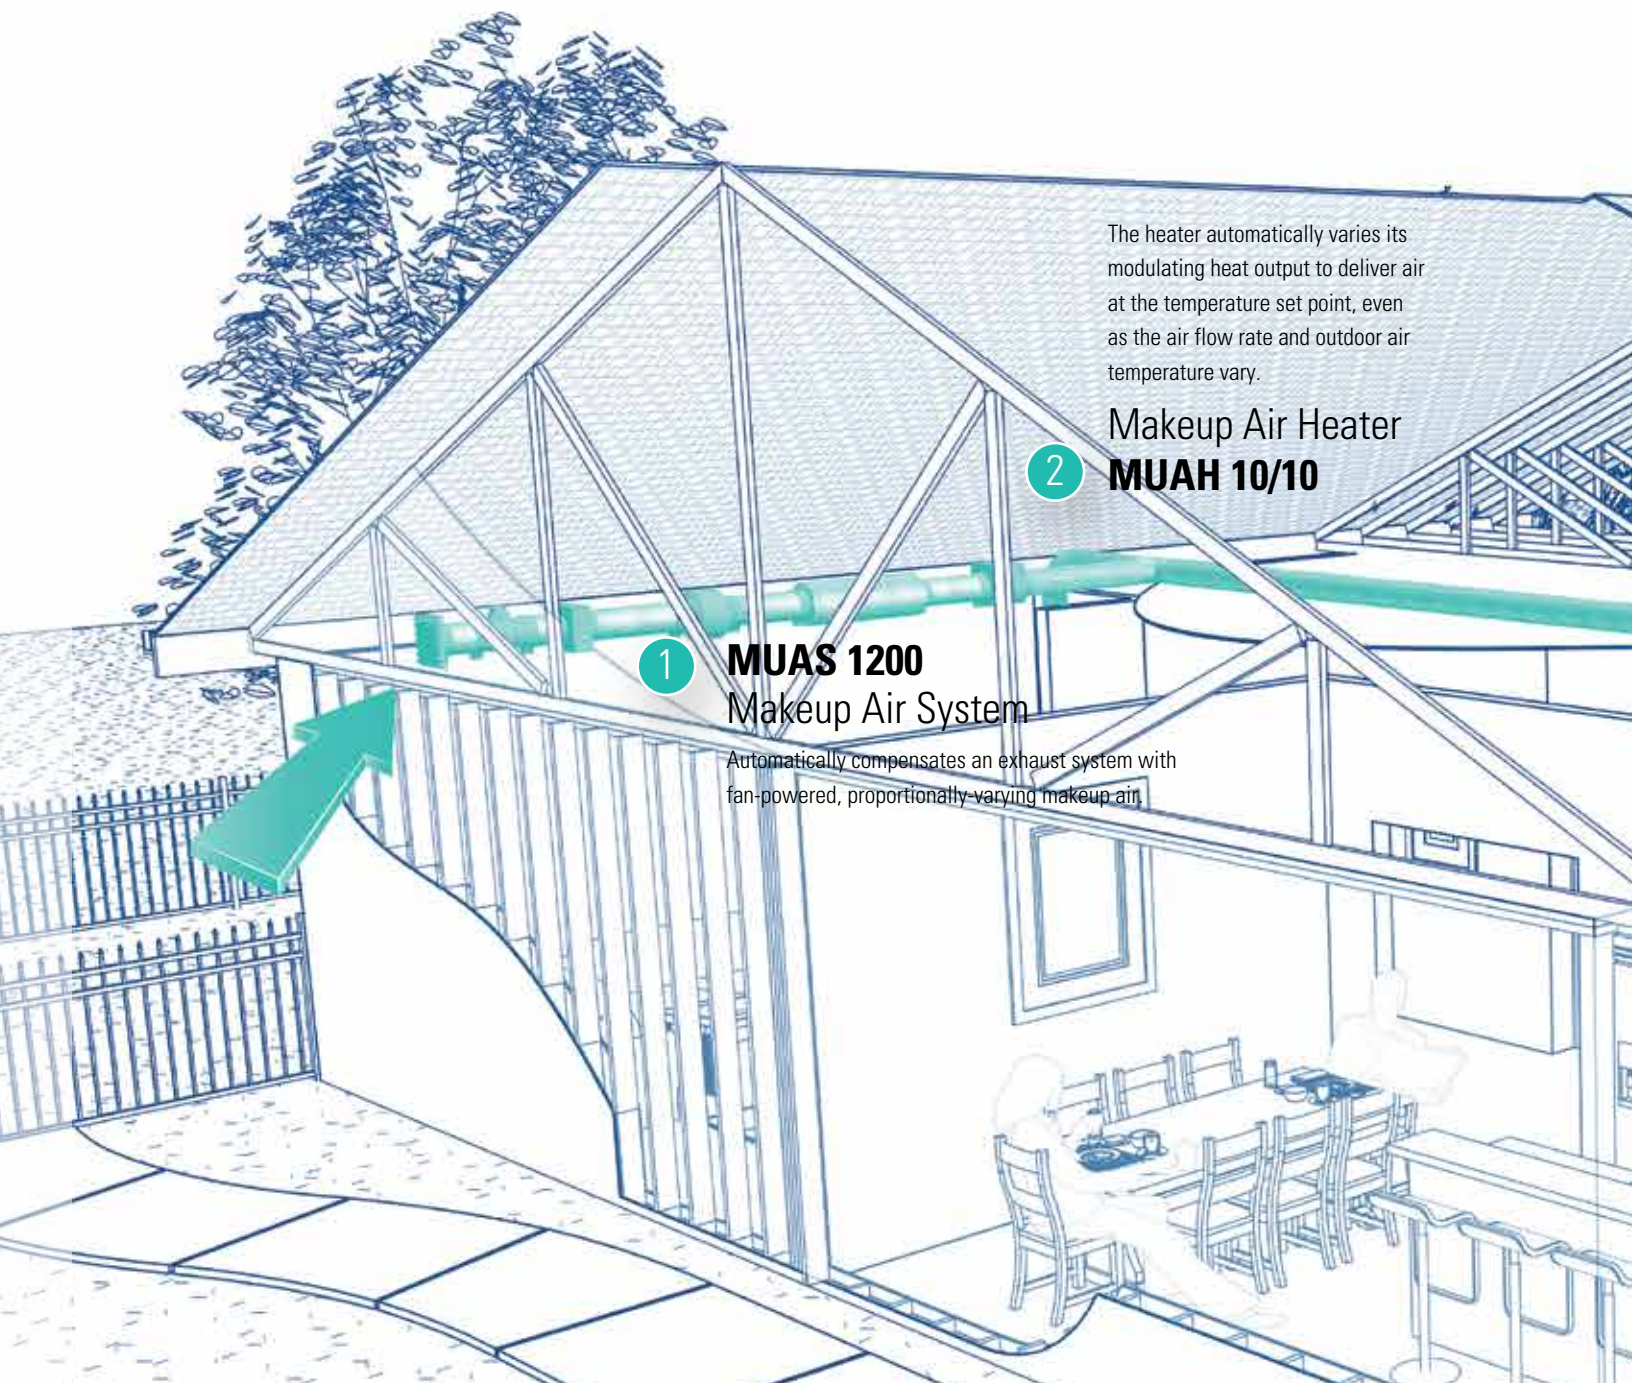 The heater automatically varies its
modulating heat output to deliver air
at the temperature set point, even
as the air flow rate and outdoor air
temperature vary.
Makeup Air Heater
2
MUAH 10/10
1
MUAS 1200
Makeup Air System
Automatically compensates an exhaust system with
fan-powered, proportionally-varying makeup air.